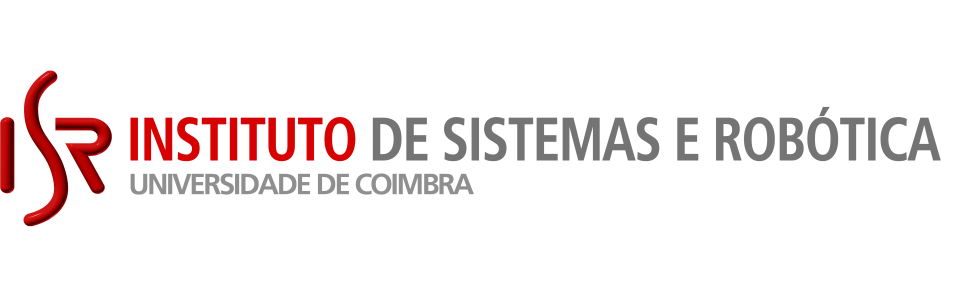 ISR INSTITUTO DE SISTEMAS E ROBÓTICA
UNIVERSIDADE DE COIMBRA